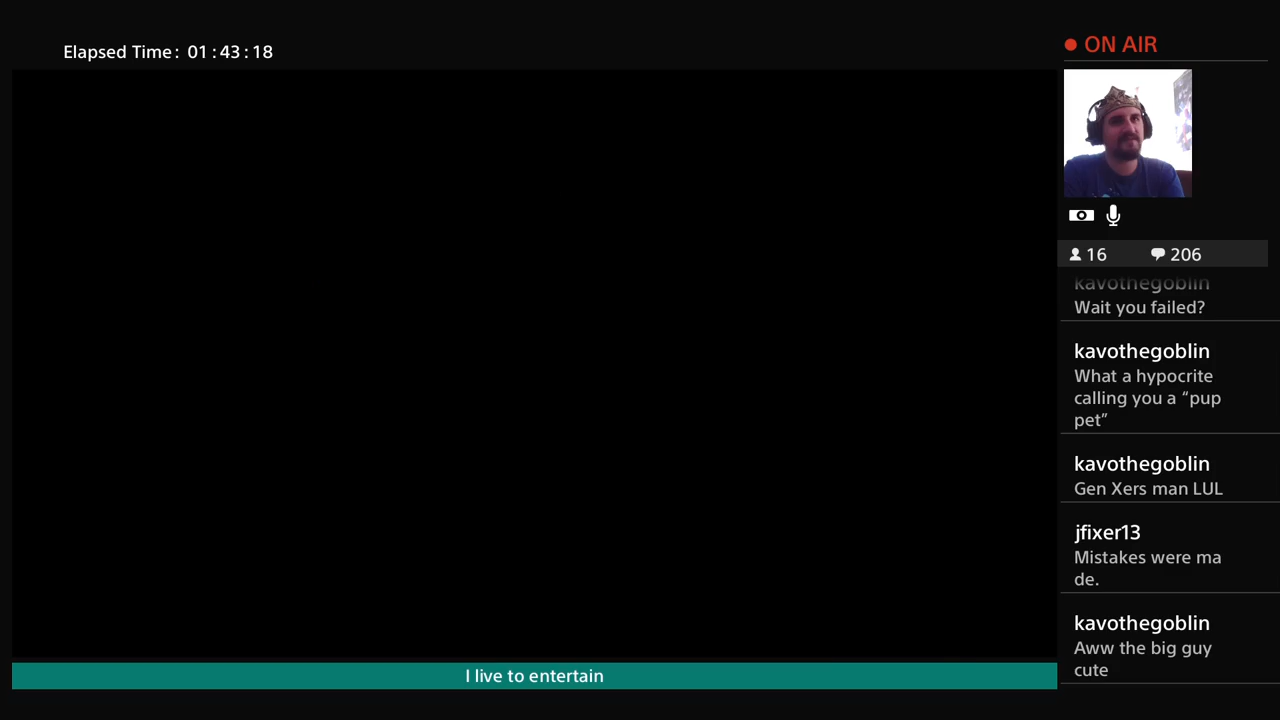 Elapsed Time: 01:43:18
ON AIR
16 206
kavothegoblin
Wait you failed?
kavothegoblin
What a hypocrite
calling you a “pup
pet”
kavothegoblin
Gen Xers man LUL
jfixer13
Mistakes were ma
de.
kavothegoblin
Aww the big guy
cute
I live to entertain